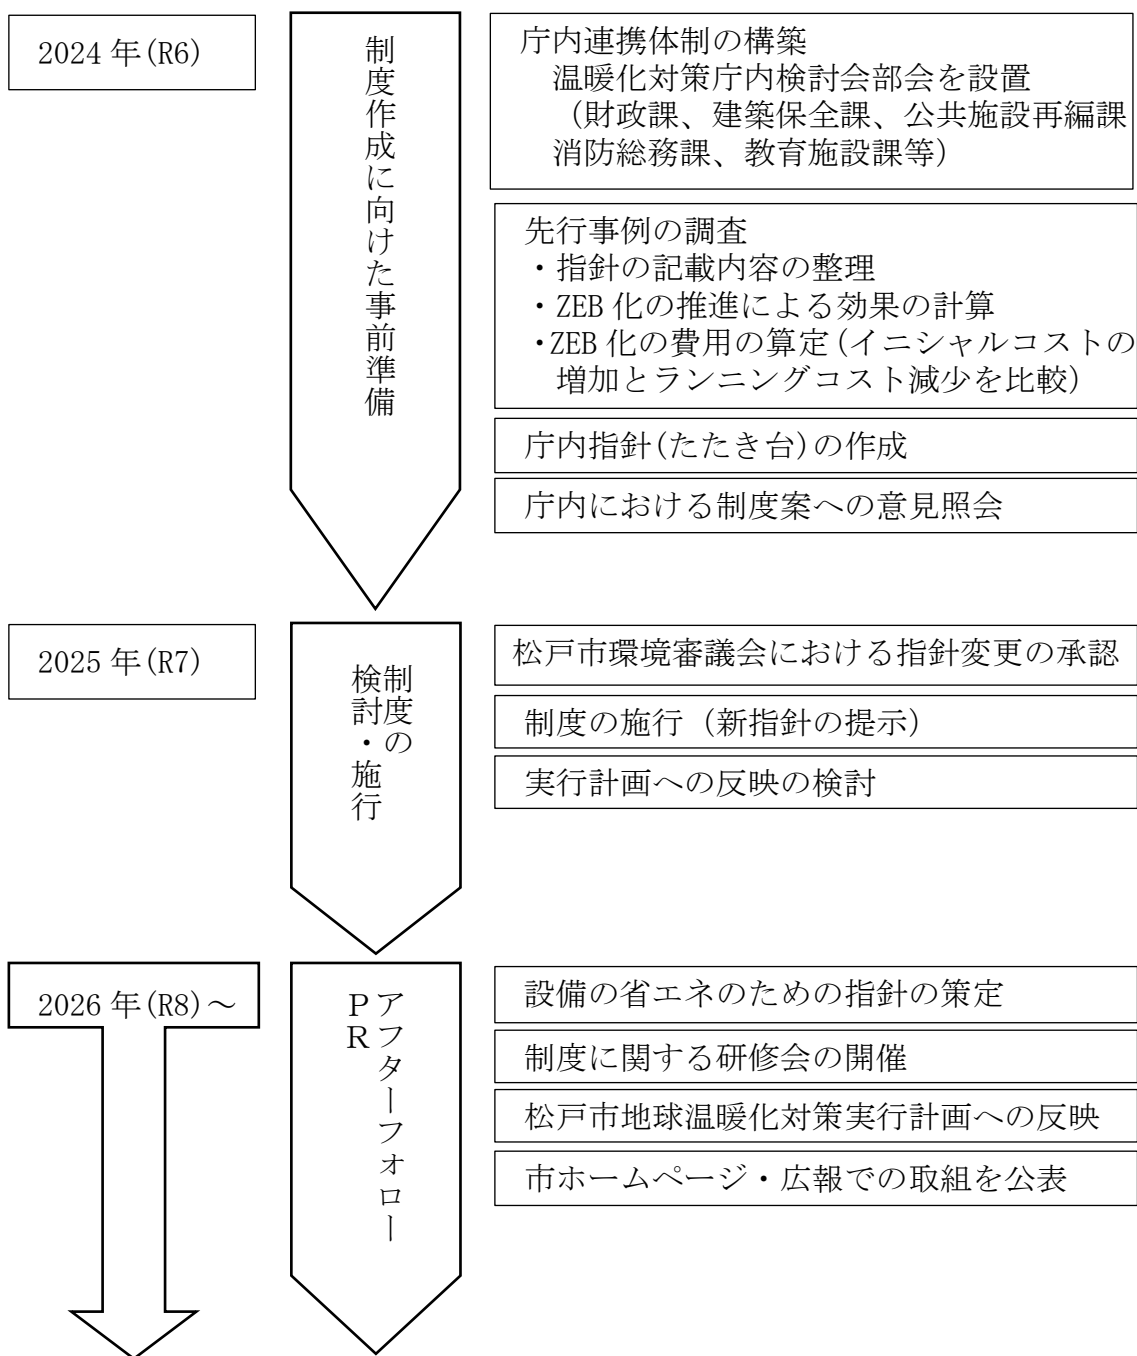 2024年(R6)
制度作成に向けた事前準備
庁内連携体制の構築
温暖化対策庁内検討会部会を設置
（財政課、建築保全課、公共施設再編課
消防総務課、教育施設課等）
先行事例の調査
・指針の記載内容の整理
・ZEB化の推進による効果の計算
・ZEB化の費用の算定(イニシャルコストの
増加とランニングコスト減少を比較)
庁内指針(たたき台)の作成
庁内における制度案への意見照会
2025年(R7)
制度の
検討・施行
松戸市環境審議会における指針変更の承認
制度の施行（新指針の提示）
実行計画への反映の検討
2026年(R8)～
アフターフォロー
ＰＲ
設備の省エネのための指針の策定
制度に関する研修会の開催
松戸市地球温暖化対策実行計画への反映
市ホームページ・広報での取組を公表